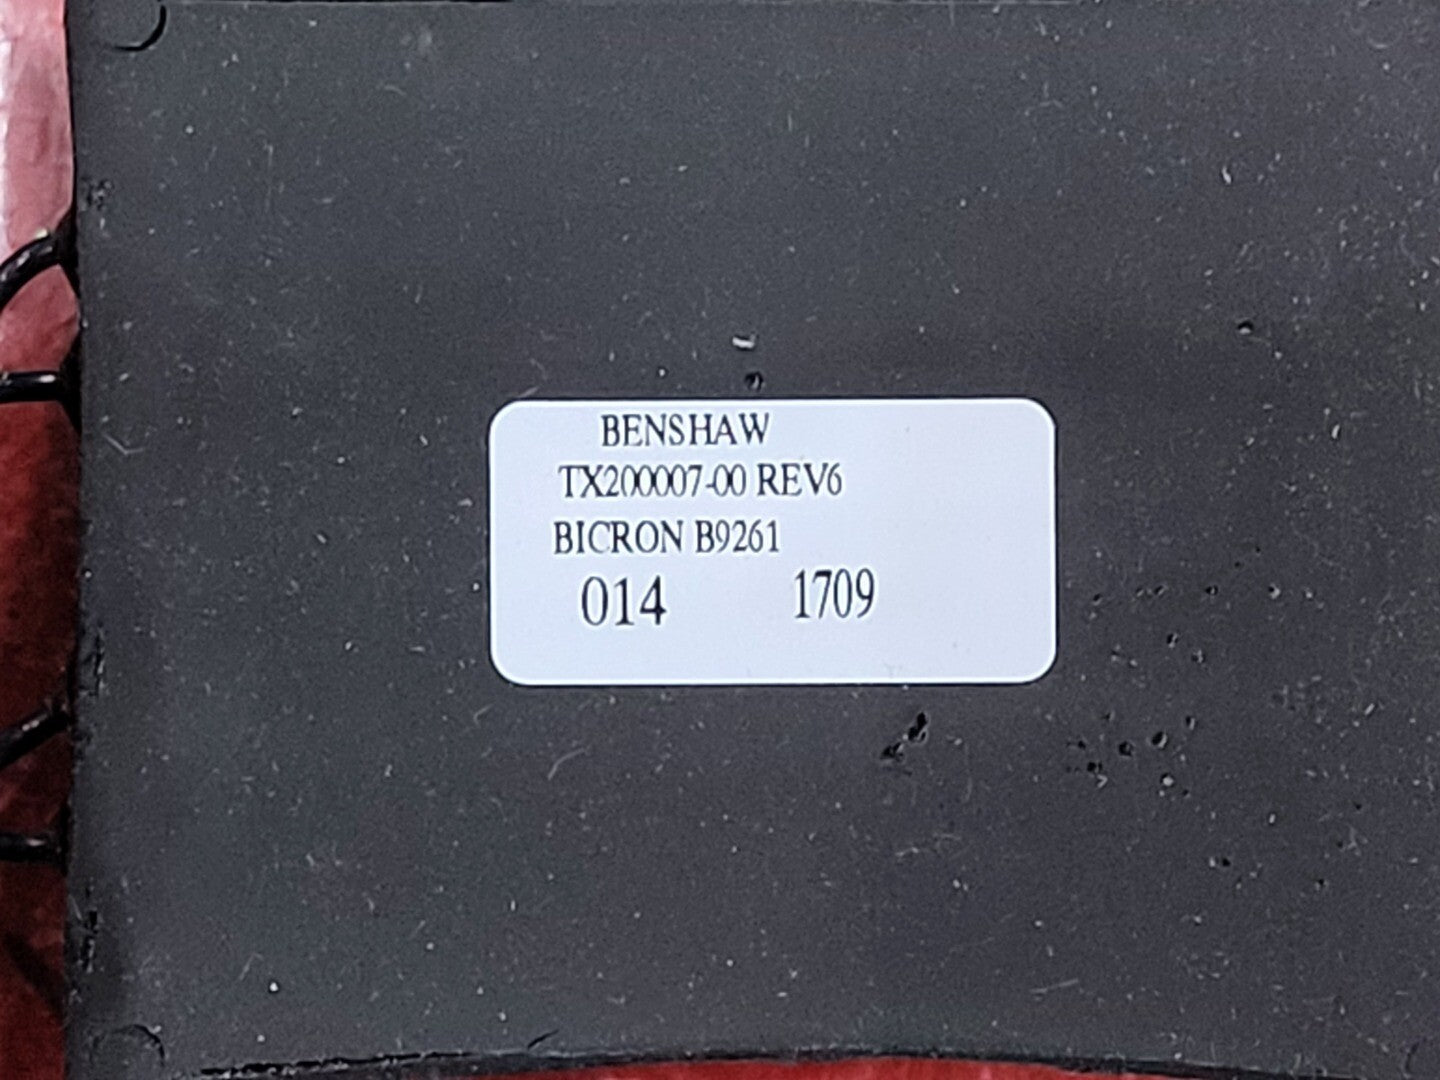 BENSHAW
TX200007-00 REV6
BICRON B9261
014 1709